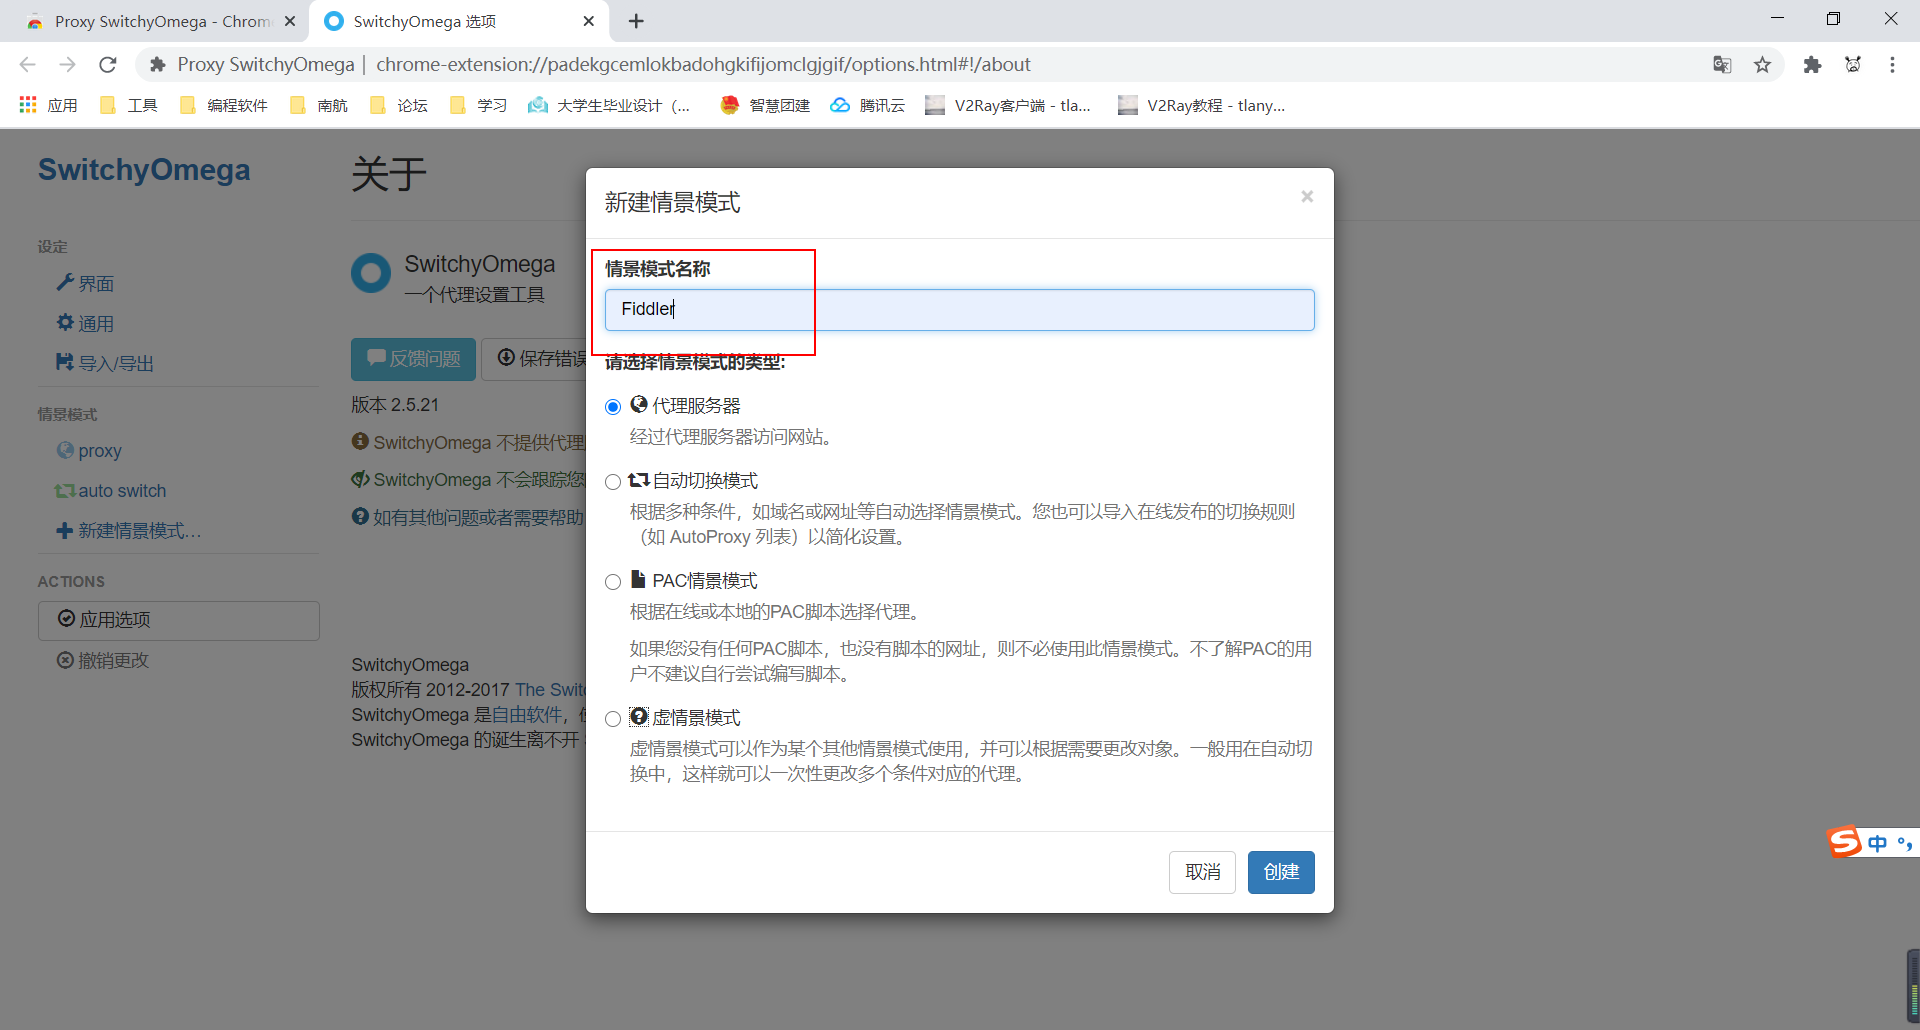 Proxy SwitchyOmega - Chrom
SwitchyOmega 选项
Proxy SwitchyOmega | chrome-extension://padekgcemlokbadohgkifijomclgjgif/options.html#!/about
应用
工具
编程软件
南航
论坛
学习
大学生毕业设计（...
智慧团建
腾讯云
V2Ray客户端 - tla...
V2Ray教程 - tlany...
SwitchyOmega
设定
界面
通用
导入/导出
情景模式
proxy
auto switch
新建情景模式…
ACTIONS
应用选项
撤销更改
关于
SwitchyOmega
一个代理设置工具
反馈问题
保存错误
版本 2.5.21
SwitchyOmega 不提供代理
SwitchyOmega 不会跟踪您
如有其他问题或者需要帮助
SwitchyOmega
版权所有 2012-2017 The Swit
SwitchyOmega 是自由软件，
SwitchyOmega 的诞生离不开
新建情景模式
×
情景模式名称
Fiddler
请选择情景模式的类型:
代理服务器
经过代理服务器访问网站。
自动切换模式
根据多种条件，如域名或网址等自动选择情景模式。您也可以导入在线发布的切换规则
（如 AutoProxy 列表）以简化设置。
PAC情景模式
根据在线或本地的PAC脚本选择代理。
如果您没有任何PAC脚本，也没有脚本的网址，则不必使用此情景模式。不了解PAC的用
户不建议自行尝试编写脚本。
虚情景模式
虚情景模式可以作为某个其他情景模式使用，并可以根据需要更改对象。一般用在自动切
换中，这样就可以一次性更改多个条件对应的代理。
取消
创建
中 °,